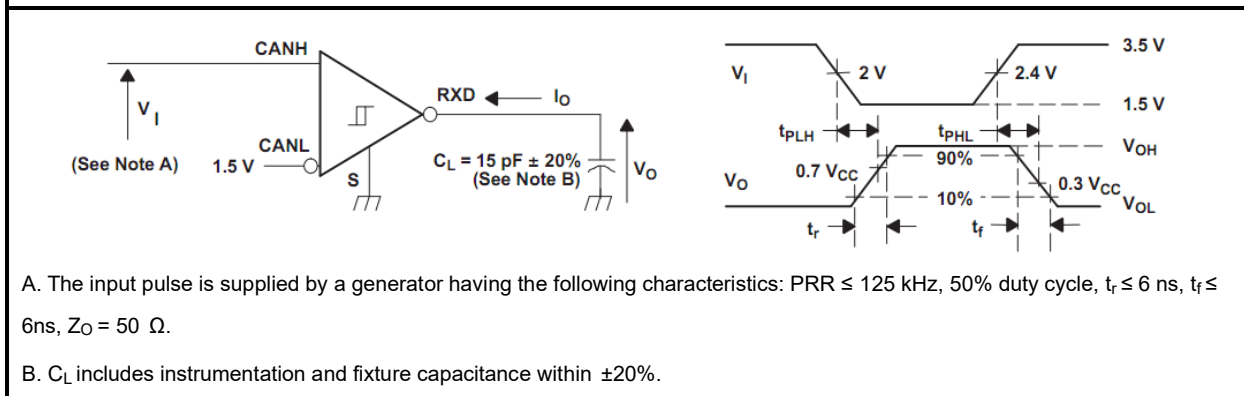 CANH
3.5 V
VI
2 V
2.4 V
RXD
IO
VI
1.5 V
tPLH
tPHL
VOH
CANL
(See Note A)
1.5 V
CL = 15 pF ± 20%
(See Note B)
VO
90%
0.7 VCC
VO
0.3 VCC
S
10%
VOL
tr
tf
A. The input pulse is supplied by a generator having the following characteristics: PRR ≤ 125 kHz, 50% duty cycle, tr ≤ 6 ns, tf ≤
6ns, ZO = 50 Ω.
B. CL includes instrumentation and fixture capacitance within ±20%.